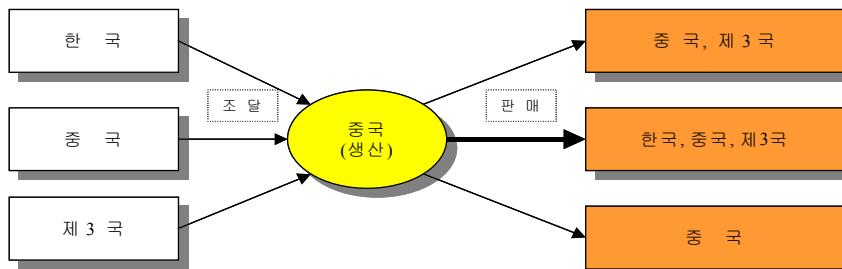 한 국
중 국, 제 3 국
조 달
판 매
중 국
중국
(생산)
한국, 중국, 제3국
제 3 국
중 국